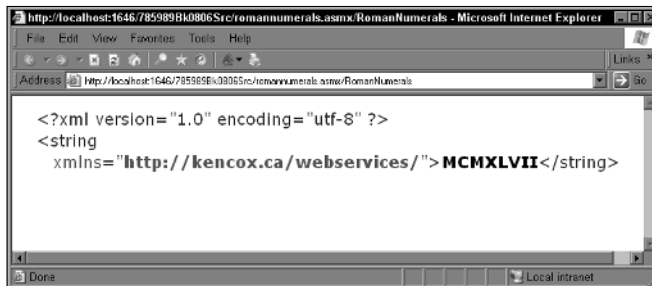 http://localhost:1646/785989Bk0806Src/romannumerals.asmx/RomanNumerals - Microsoft Internet Explorer
File Edit View Favorites Tools Help
Links »
Address http://localhost:1646/785989Bk0806Src/romannumerals.asmx/RomanNumerals Go
<?xml version="1.0" encoding="utf-8" ?>
<string
xmlns="http://kencox.ca/webservices/">MCMXLVII</string>
Done Local intranet